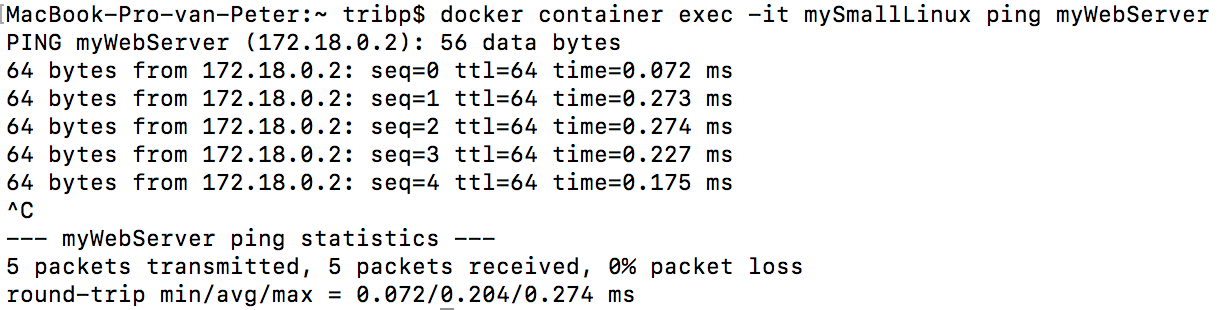 [MacBook-Pro-van-Peter:~ tribp$ docker container exec -it mySmallLinux ping myWebServer
PING myWebServer (172.18.0.2): 56 data bytes
64 bytes from 172.18.0.2: seq=0 ttl=64 time=0.072 ms
64 bytes from 172.18.0.2: seq=1 ttl=64 time=0.273 ms
64 bytes from 172.18.0.2: seq=2 ttl=64 time=0.274 ms
64 bytes from 172.18.0.2: seq=3 ttl=64 time=0.227 ms
64 bytes from 172.18.0.2: seq=4 ttl=64 time=0.175 ms
^C
--- myWebServer ping statistics ---
5 packets transmitted, 5 packets received, 0% packet loss
round-trip min/avg/max = 0.072/0.204/0.274 ms